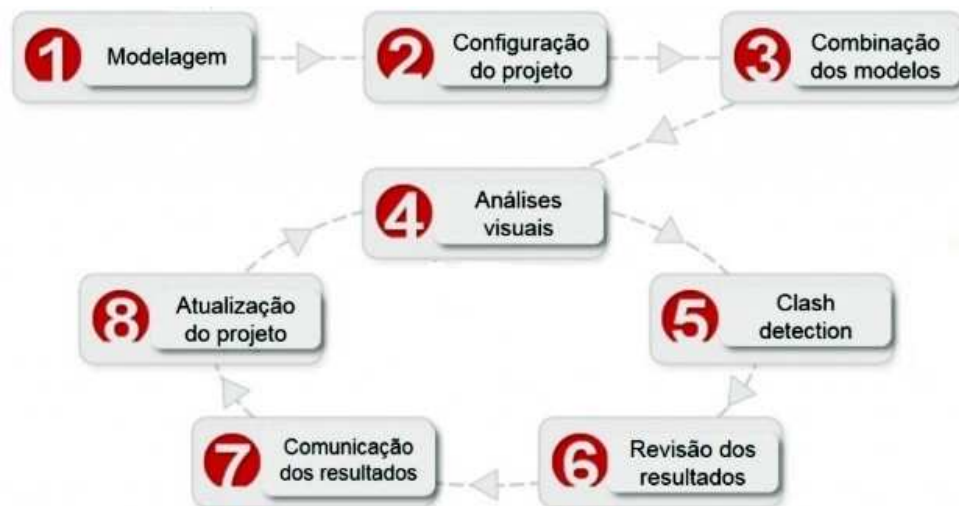 1 Modelagem
2 Configuração
do projeto
3 Combinação
dos modelos
4 Análises
visuais
5 Clash
detection
6 Revisão dos
resultados
7 Comunicação
dos resultados
8 Atualização
do projeto